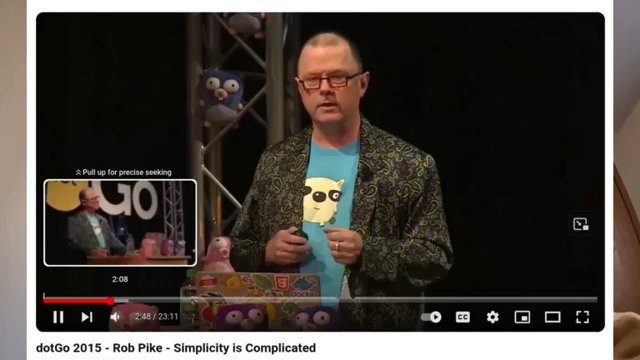 Pull up for precise seeking
Go
2:08
2:48 / 23:11
CC
dotGo 2015 - Rob Pike - Simplicity is Complicated